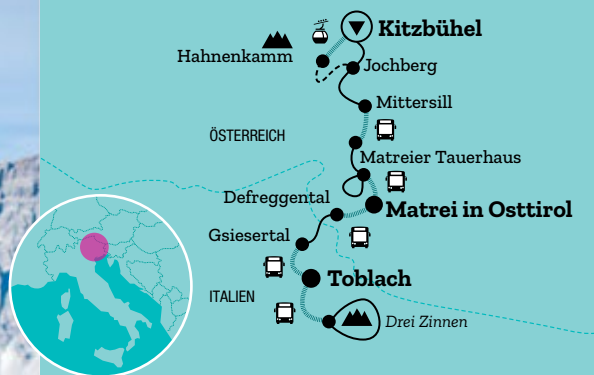 Kitzbühel
Hahnenkamm
Jochberg
Mittersill
ÖSTERREICH
Matreier Tauerhaus
Defreggental
Matrei in Osttirol
Gsiesertal
Toblach
ITALIEN
Drei Zinnen